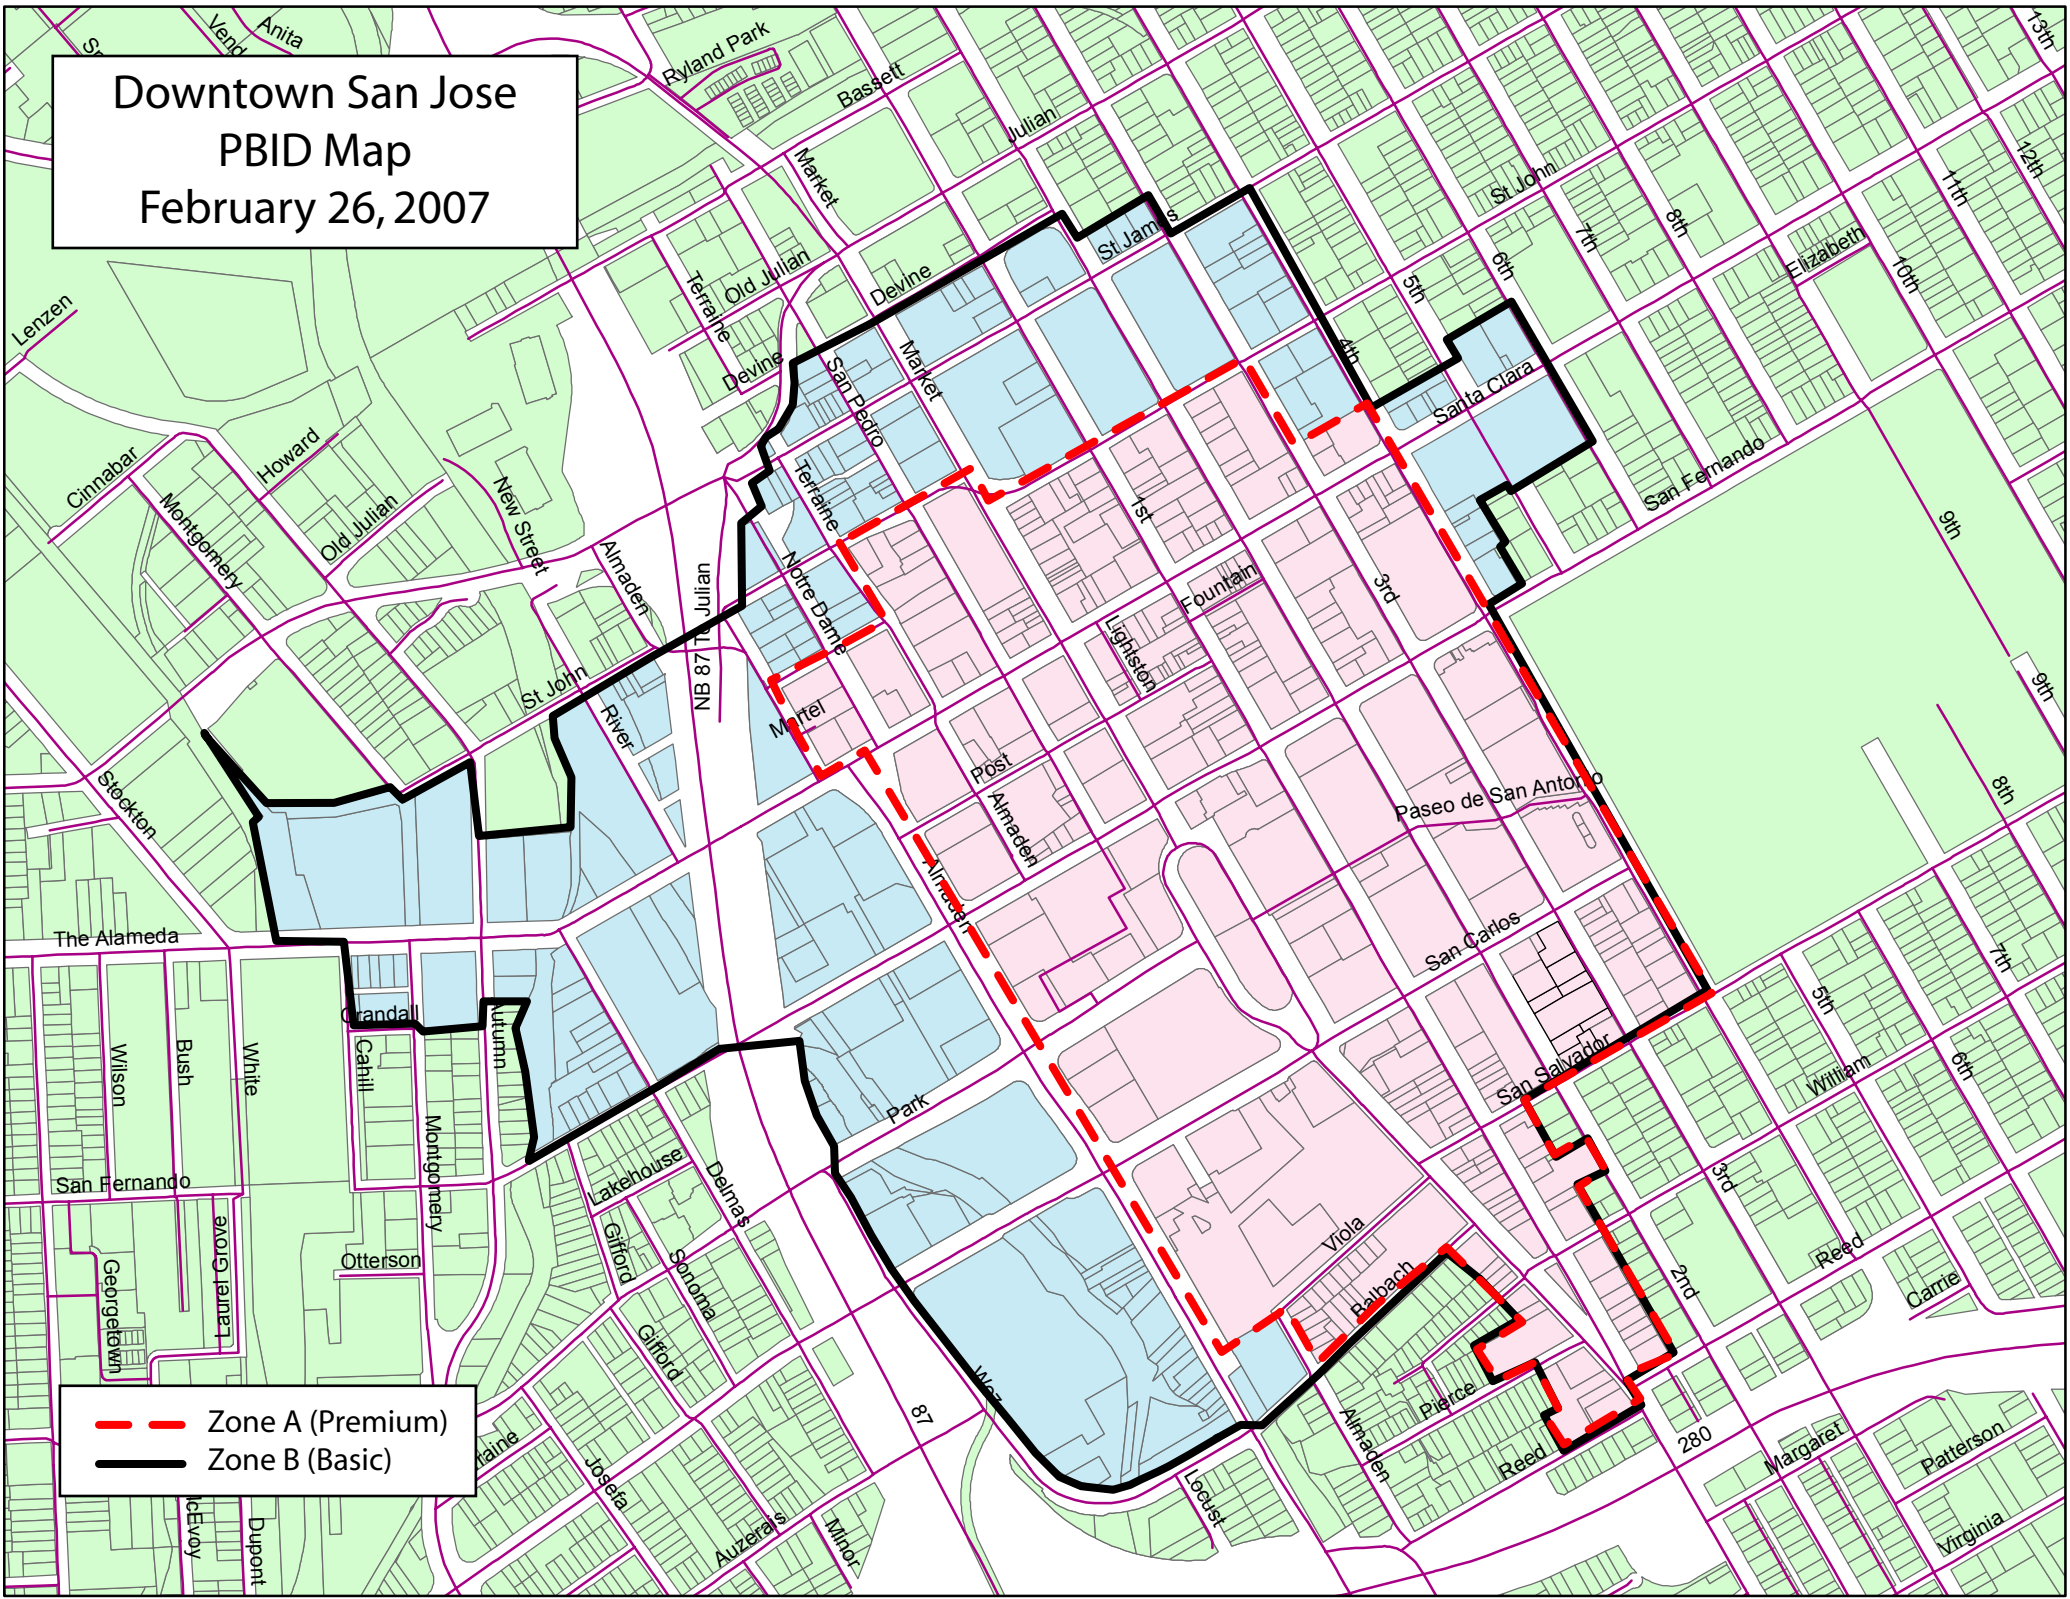 Downtown San Jose
PBID Map
February 26, 2007
Anita
Ryland Park
Bassett
Julian
13th
12th
11th
St John
8th
7th
6th
5th
10th
Elizabeth
Market
St James
Devine
Old Julian
Terraine
Devine
Lenzen
San Pedro
Market
4th
Santa Clara
San Fernando
Cinnabar
Howard
Montgomery
Old Julian
New Street
Almaden
Terraine
Notre Dame
NB 87 To Julian
1st
Fountain
3rd
Lightston
9th
9th
8th
St John
River
Martel
Post
Almaden
Paseo de San Antonio
Stockton
The Alameda
Almaden
San Carlos
7th
5th
6th
Crandall
Autumn
Cahill
Wilson
Bush
White
Montgomery
San Salvador
William
Park
San Fernando
Lakehouse
Delmas
3rd
Reed
Carrie
Viola
Balbach
2nd
Georgetown
Laurel Grove
Otterson
Gifford
Sonoma
Gifford
Woz
87
Pierce
Almaden
Reed
280
Margaret
Patterson
Virginia
Zone A (Premium)
Zone B (Basic)
Josefa
Auzerais
Minor
Locust
Dupont